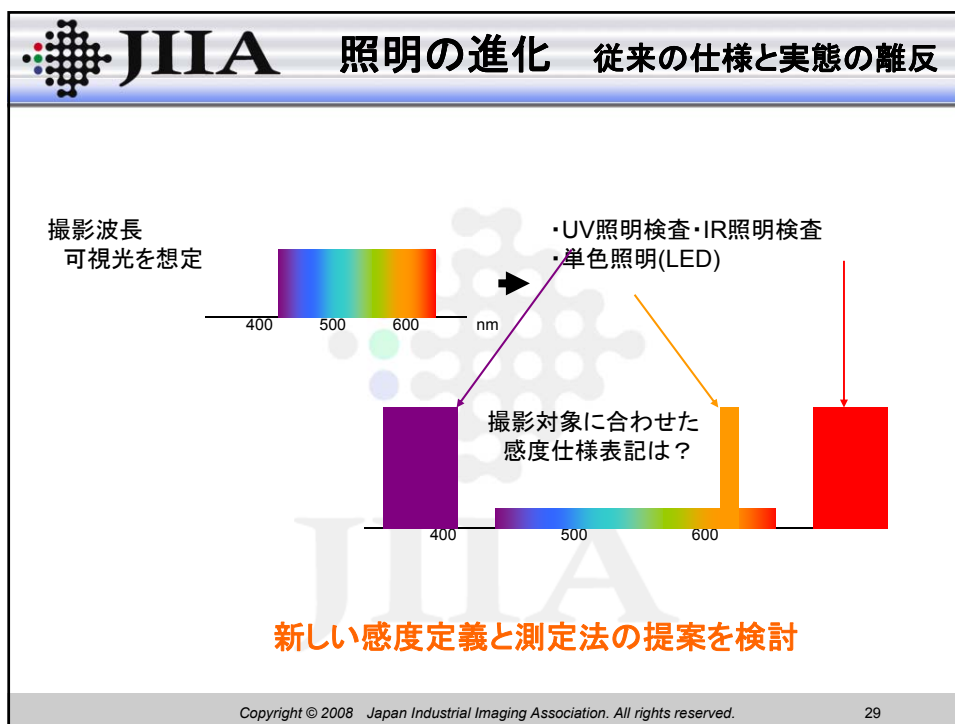 JIIA 照明の進化 従来の仕様と実態の離反
撮影波長
可視光を想定
400 500 600 nm
・UV照明検査・IR照明検査
・単色照明(LED)
撮影対象に合わせた
感度仕様表記は？
400 500 600
JIIA
新しい感度定義と測定法の提案を検討
Copyright © 2008 Japan Industrial Imaging Association. All rights reserved. 29